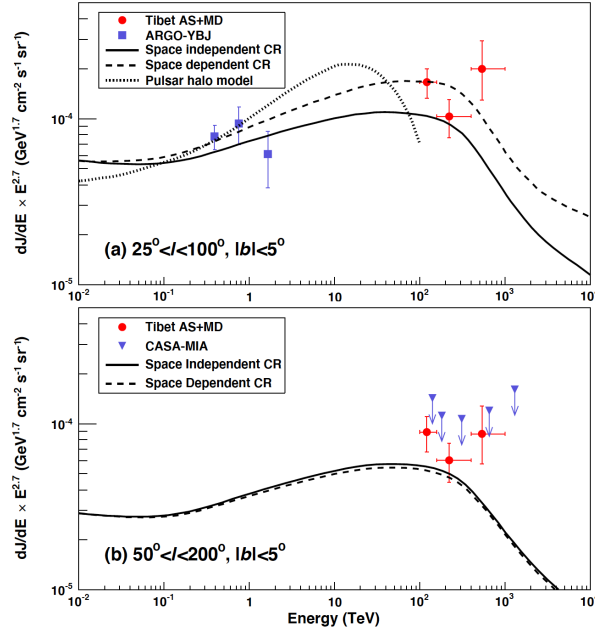 dJ/dE × E^2.7 (GeV^1.7 cm^-2 s^-1 sr^-1)
10^-4
10^-5
Tibet AS+MD
ARGO-YBJ
Space independent CR
Space dependent CR
Pulsar halo model
(a) 25°<l<100°, |b|<5°
10^-2 10^-1 1 10 10^2 10^3 10^4
dJ/dE × E^2.7 (GeV^1.7 cm^-2 s^-1 sr^-1)
10^-4
10^-5
Tibet AS+MD
CASA-MIA
Space Independent CR
Space Dependent CR
(b) 50°<l<200°, |b|<5°
10^-2 10^-1 1 10 10^2 10^3 10^4
Energy (TeV)